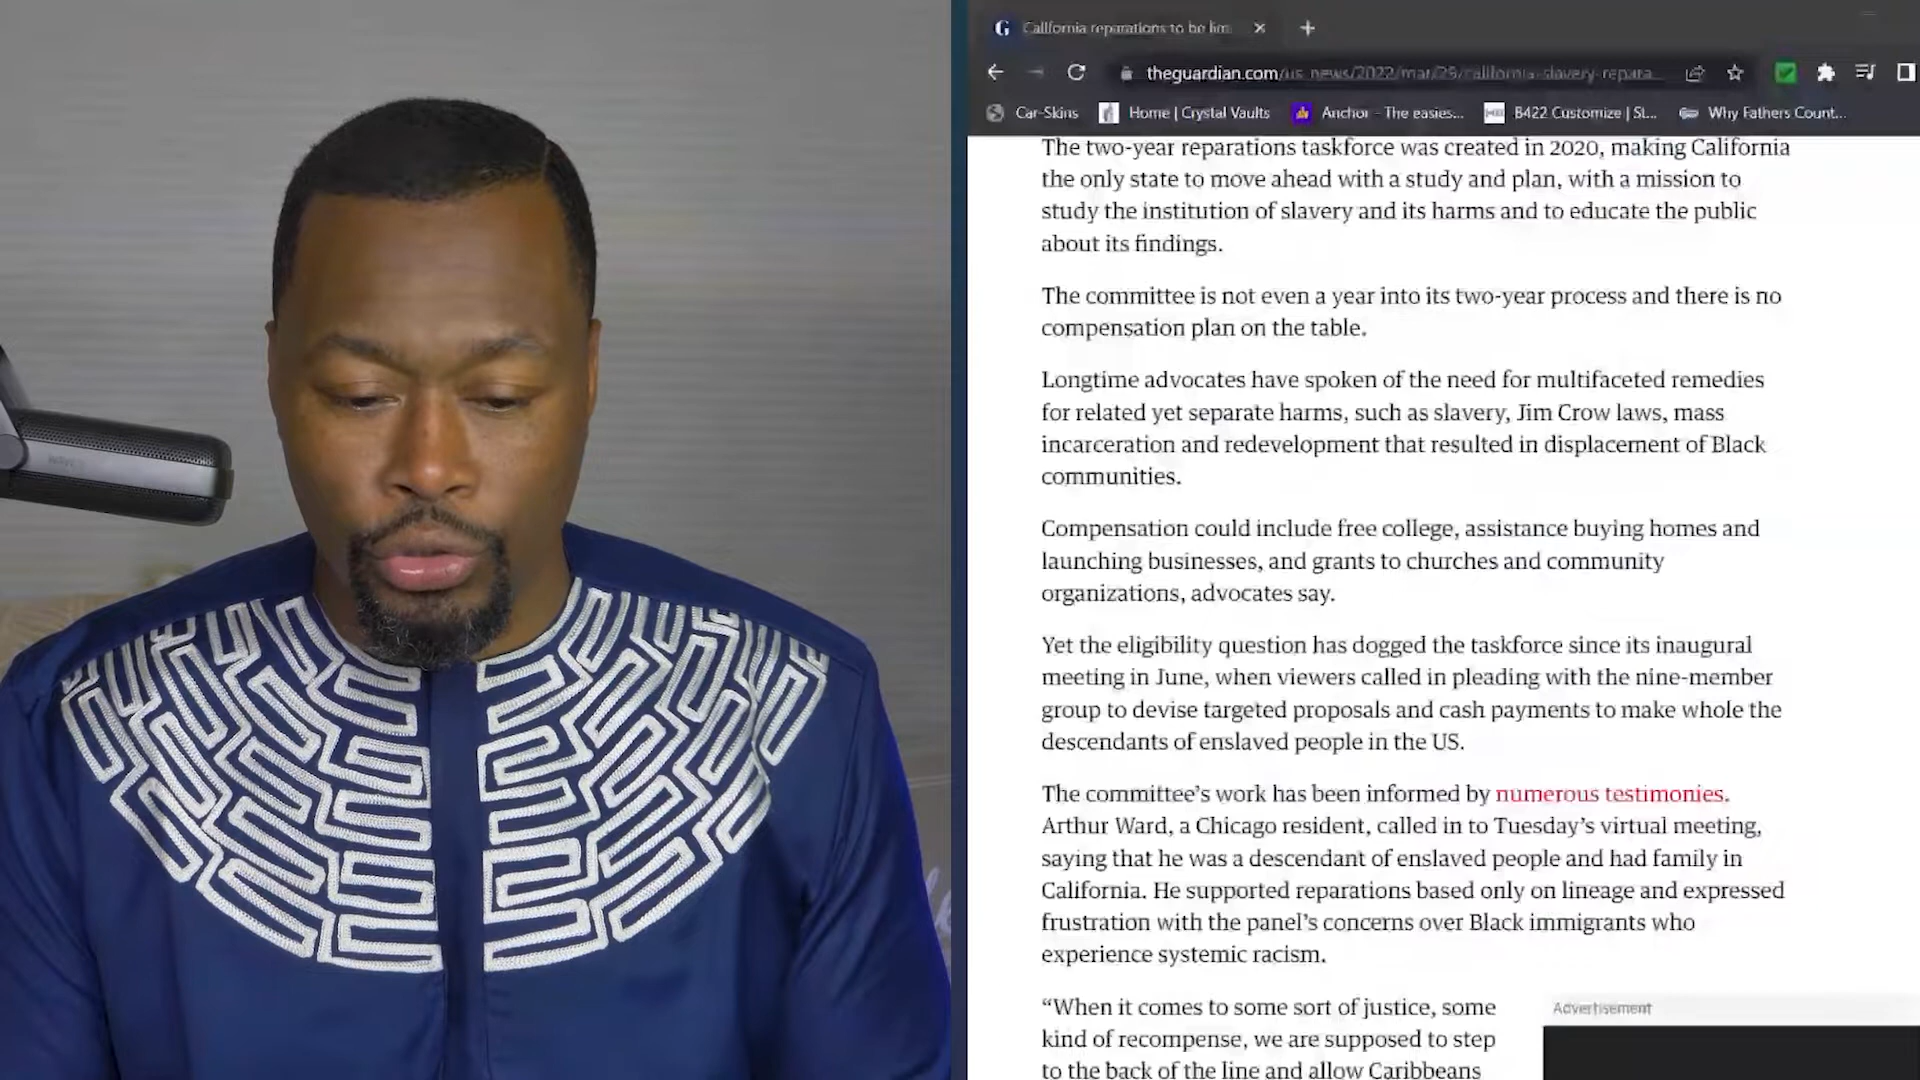 California reparations to be lim
theguardian.com/us-news/2022/mar/29/california-slavery-repara...
Car-Skins
Home | Crystal Vaults
Anchor - The easies...
B422 Customize | St...
Why Fathers Count...
The two-year reparations taskforce was created in 2020, making California
the only state to move ahead with a study and plan, with a mission to
study the institution of slavery and its harms and to educate the public
about its findings.
The committee is not even a year into its two-year process and there is no
compensation plan on the table.
Longtime advocates have spoken of the need for multifaceted remedies
for related yet separate harms, such as slavery, Jim Crow laws, mass
incarceration and redevelopment that resulted in displacement of Black
communities.
Compensation could include free college, assistance buying homes and
launching businesses, and grants to churches and community
organizations, advocates say.
Yet the eligibility question has dogged the taskforce since its inaugural
meeting in June, when viewers called in pleading with the nine-member
group to devise targeted proposals and cash payments to make whole the
descendants of enslaved people in the US.
The committee’s work has been informed by numerous testimonies.
Arthur Ward, a Chicago resident, called in to Tuesday’s virtual meeting,
saying that he was a descendant of enslaved people and had family in
California. He supported reparations based only on lineage and expressed
frustration with the panel’s concerns over Black immigrants who
experience systemic racism.
“When it comes to some sort of justice, some
kind of recompense, we are supposed to step
to the back of the line and allow Caribbeans
Advertisement